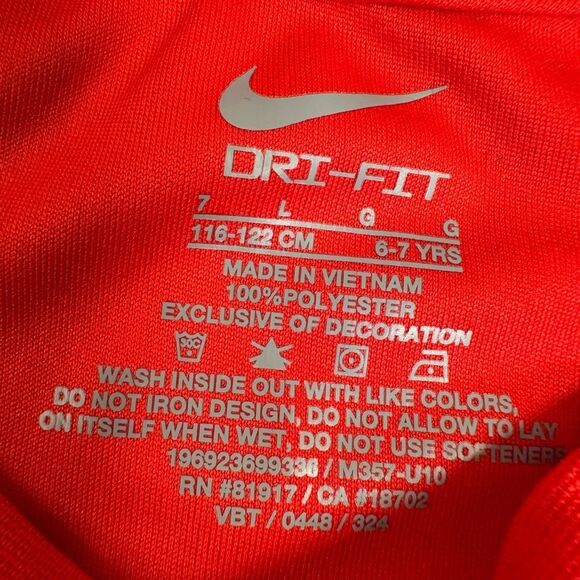 DRI-FIT
7 L G G
116-122 CM 6-7 YRS
MADE IN VIETNAM
100%POLYESTER
EXCLUSIVE OF DECORATION
30C
WASH INSIDE OUT WITH LIKE COLORS,
DO NOT IRON DESIGN, DO NOT ALLOW TO LAY
ON ITSELF WHEN WET, DO NOT USE SOFTENERS
196923699336 / M357-U10
RN #81917 / CA #18702
VBT / 0448 / 324